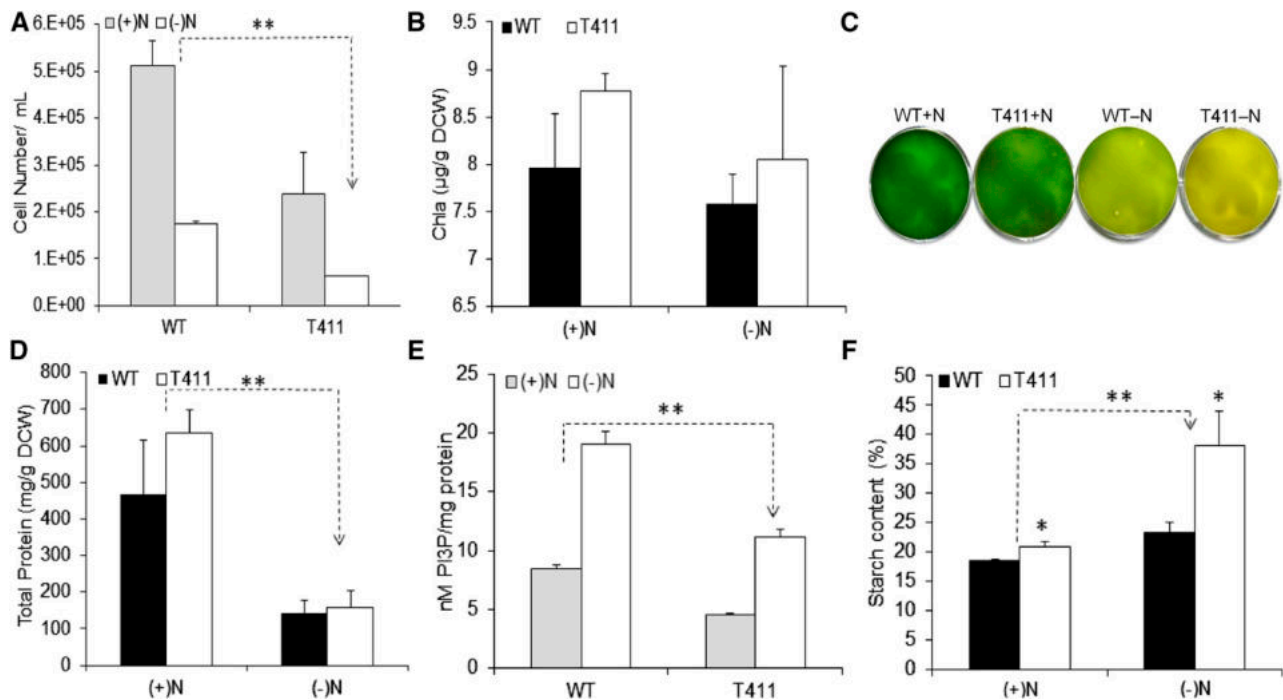 A
(+)N (-)N
**
6.E+05
5.E+05
4.E+05
3.E+05
2.E+05
1.E+05
0.E+00
Cell Number/ mL
WT T411
B
WT T411
9.5
9
8.5
8
7.5
7
6.5
Chla (µg/g DCW)
(+)N (-)N
C
WT+N T411+N WT–N T411–N
D
WT T411
**
800
700
600
500
400
300
200
100
0
Total Protein (mg/g DCW)
(+)N (-)N
E
(+)N (-)N
**
25
20
15
10
5
0
nM PI3P/mg protein
WT T411
F
WT T411
** *
*
50
45
40
35
30
25
20
15
10
5
0
Starch content (%)
(+)N (-)N